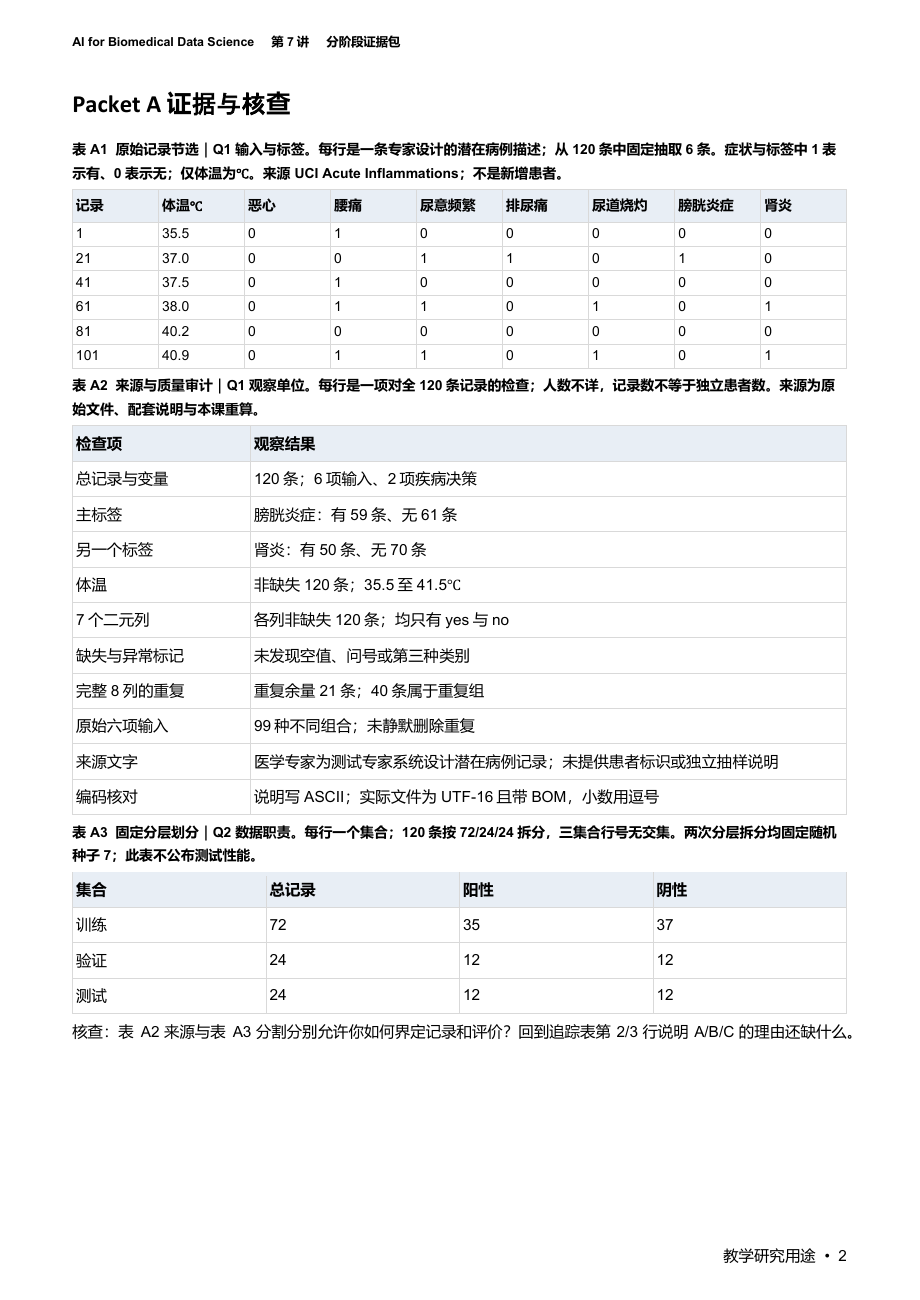 AI for Biomedical Data Science 第 7 讲 分阶段证据包
Packet A 证据与核查
表 A1 原始记录节选｜Q1 输入与标签。每行是一条专家设计的潜在病例描述；从 120 条中固定抽取 6 条。症状与标签中 1 表
示有、0 表示无；仅体温为℃。来源 UCI Acute Inflammations；不是新增患者。
记录 体温℃ 恶心 腰痛 尿意频繁 排尿痛 尿道烧灼 膀胱炎症 肾炎
1 35.5 0 1 0 0 0 0 0
21 37.0 0 0 1 1 0 1 0
41 37.5 0 1 0 0 0 0 0
61 38.0 0 1 1 0 1 0 1
81 40.2 0 0 0 0 0 0 0
101 40.9 0 1 1 0 1 0 1
表 A2 来源与质量审计｜Q1 观察单位。每行是一项对全 120 条记录的检查；人数不详，记录数不等于独立患者数。来源为原
始文件、配套说明与本课重算。
检查项 观察结果
总记录与变量 120 条；6 项输入、2 项疾病决策
主标签 膀胱炎症：有 59 条、无 61 条
另一个标签 肾炎：有 50 条、无 70 条
体温 非缺失 120 条；35.5 至 41.5℃
7 个二元列 各列非缺失 120 条；均只有 yes 与 no
缺失与异常标记 未发现空值、问号或第三种类别
完整 8 列的重复 重复余量 21 条；40 条属于重复组
原始六项输入 99 种不同组合；未静默删除重复
来源文字 医学专家为测试专家系统设计潜在病例记录；未提供患者标识或独立抽样说明
编码核对 说明写 ASCII；实际文件为 UTF-16 且带 BOM，小数用逗号
表 A3 固定分层划分｜Q2 数据职责。每行一个集合；120 条按 72/24/24 拆分，三集合行号无交集。两次分层拆分均固定随机
种子 7；此表不公布测试性能。
集合 总记录 阳性 阴性
训练 72 35 37
验证 24 12 12
测试 24 12 12
核查：表 A2 来源与表 A3 分割分别允许你如何界定记录和评价？回到追踪表第 2/3 行说明 A/B/C 的理由还缺什么。
教学研究用途 • 2